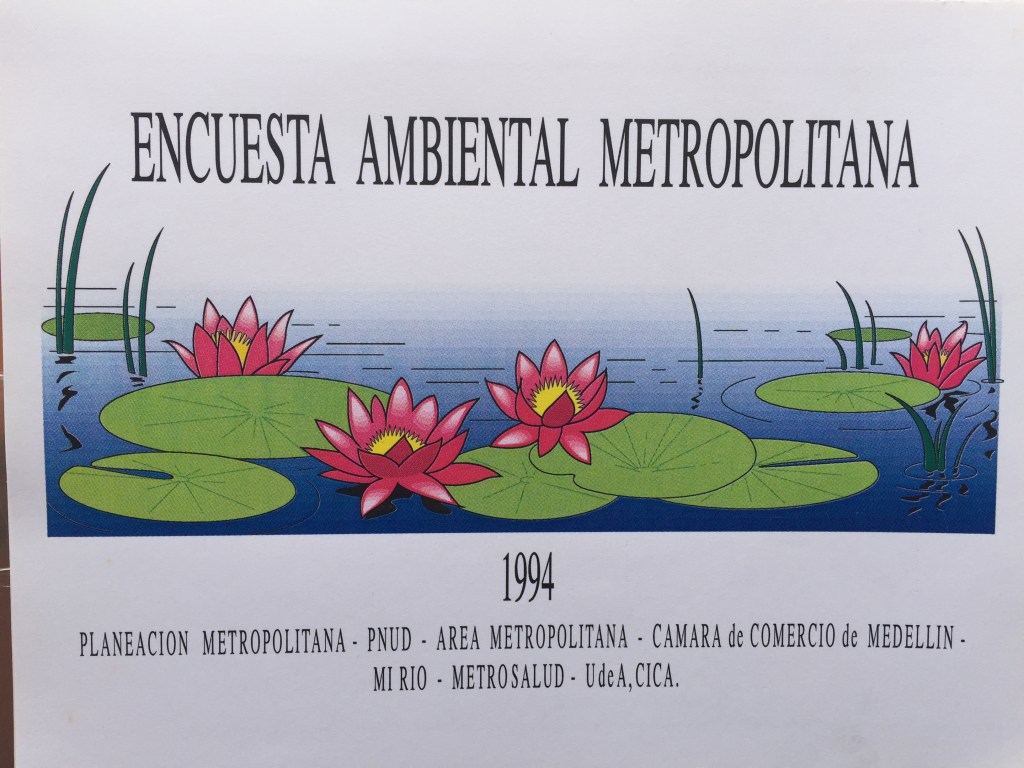 ENCUESTA AMBIENTAL METROPOLITANA
1994
PLANEACION METROPOLITANA - PNUD - AREA METROPOLITANA - CAMARA de COMERCIO de MEDELLIN -
MI RIO - METROSALUD - UdeA, CICA.